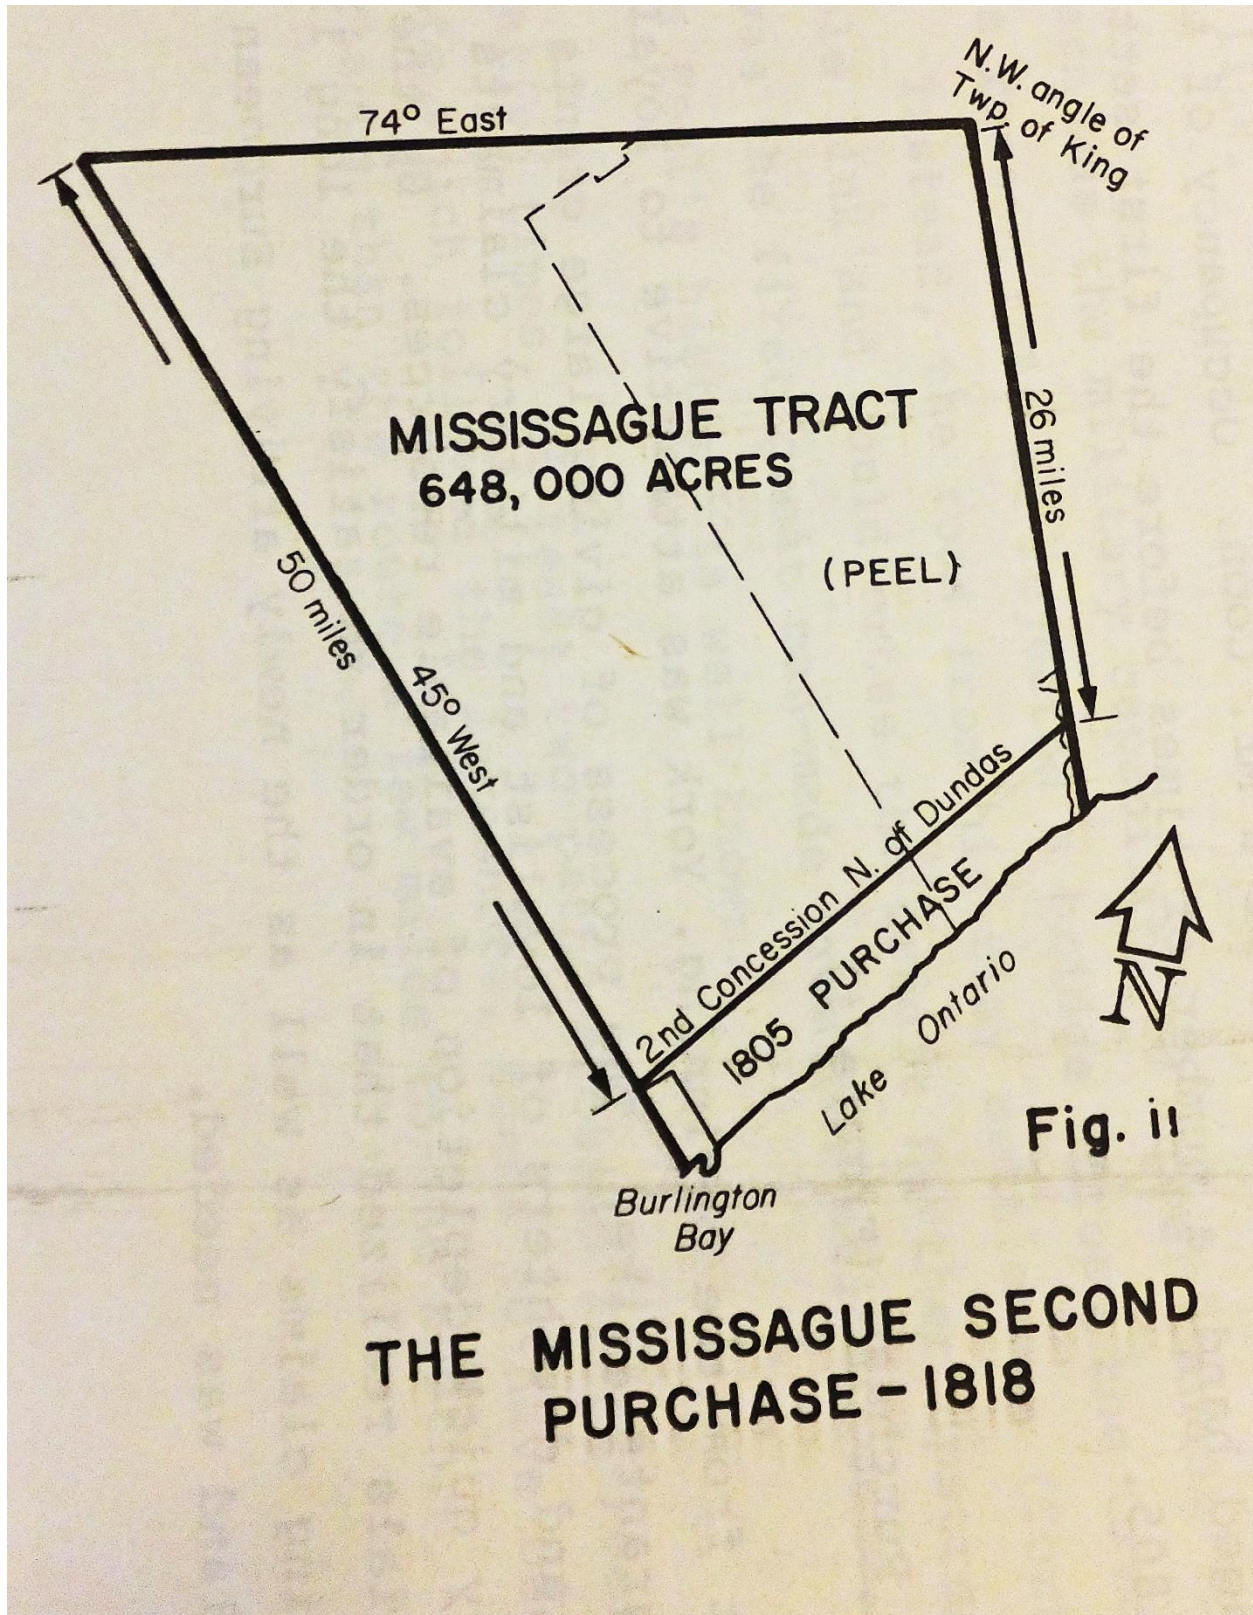 N.W. angle of
Twp. of King
74° East
26 miles
MISSISSAGUE TRACT
648,000 ACRES
(PEEL)
50 miles
45° West
2nd Concession N. of Dundas
1805 PURCHASE
Lake Ontario
N
Fig. ii
Burlington
Bay
THE MISSISSAGUE SECOND
PURCHASE - 1818